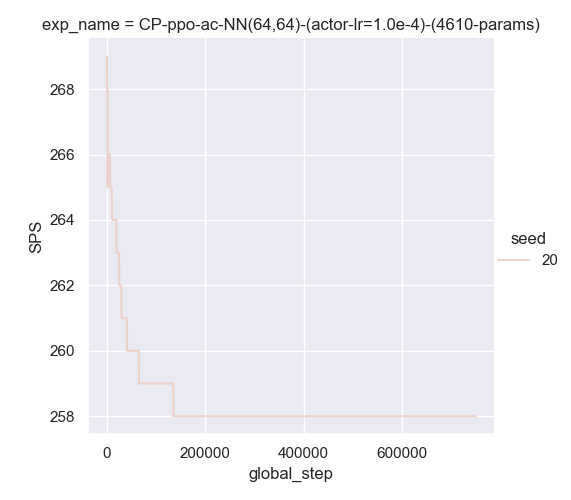 exp_name = CP-ppo-ac-NN(64,64)-(actor-lr=1.0e-4)-(4610-params)
268
266
264
262
260
258
SPS
0 200000 400000 600000
global_step
seed
20